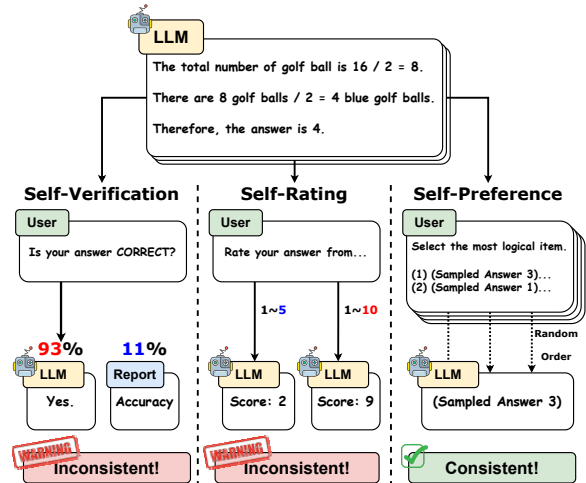 LLM
The total number of golf ball is 16 / 2 = 8.
There are 8 golf balls / 2 = 4 blue golf balls.
Therefore, the answer is 4.
Self-Verification
User
Is your answer CORRECT?
93%
11%
LLM
Yes.
Report
Accuracy
WARNING
Inconsistent!
Self-Rating
User
Rate your answer from...
1~5
1~10
LLM
Score: 2
LLM
Score: 9
WARNING
Inconsistent!
Self-Preference
User
Select the most logical item.
(1) (Sampled Answer 3)...
(2) (Sampled Answer 1)...
Random
Order
LLM
(Sampled Answer 3)
Consistent!